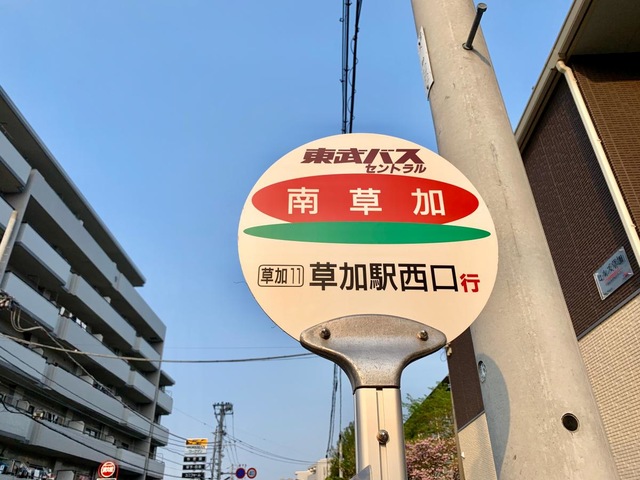 東武バス
セントラル
南草加
草加11 草加駅西口行